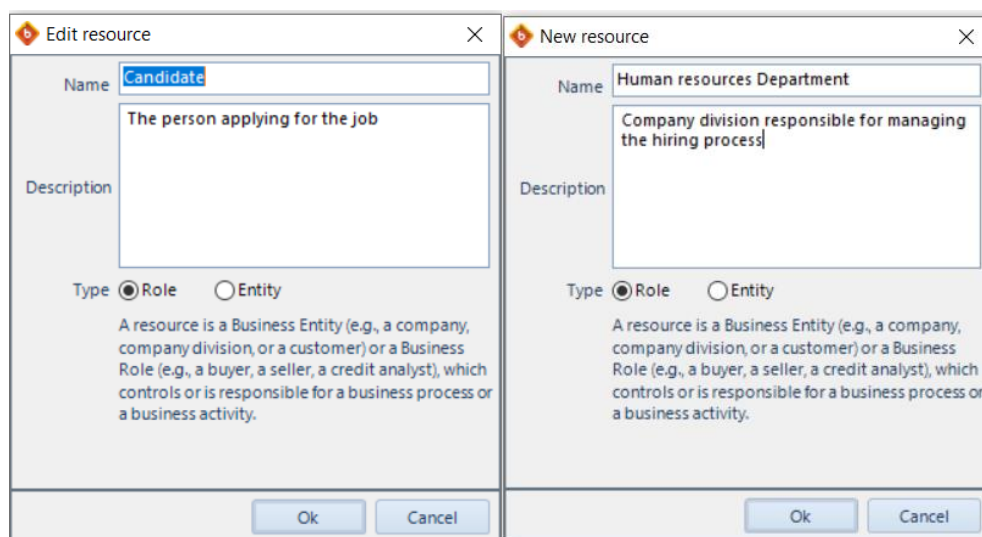 Edit resource
Name Candidate
Description The person applying for the job
Type Role Entity
A resource is a Business Entity (e.g., a company,
company division, or a customer) or a Business
Role (e.g., a buyer, a seller, a credit analyst), which
controls or is responsible for a business process or
a business activity.
Ok Cancel
New resource
Name Human resources Department
Description Company division responsible for managing
the hiring process
Type Role Entity
A resource is a Business Entity (e.g., a company,
company division, or a customer) or a Business
Role (e.g., a buyer, a seller, a credit analyst), which
controls or is responsible for a business process or
a business activity.
Ok Cancel